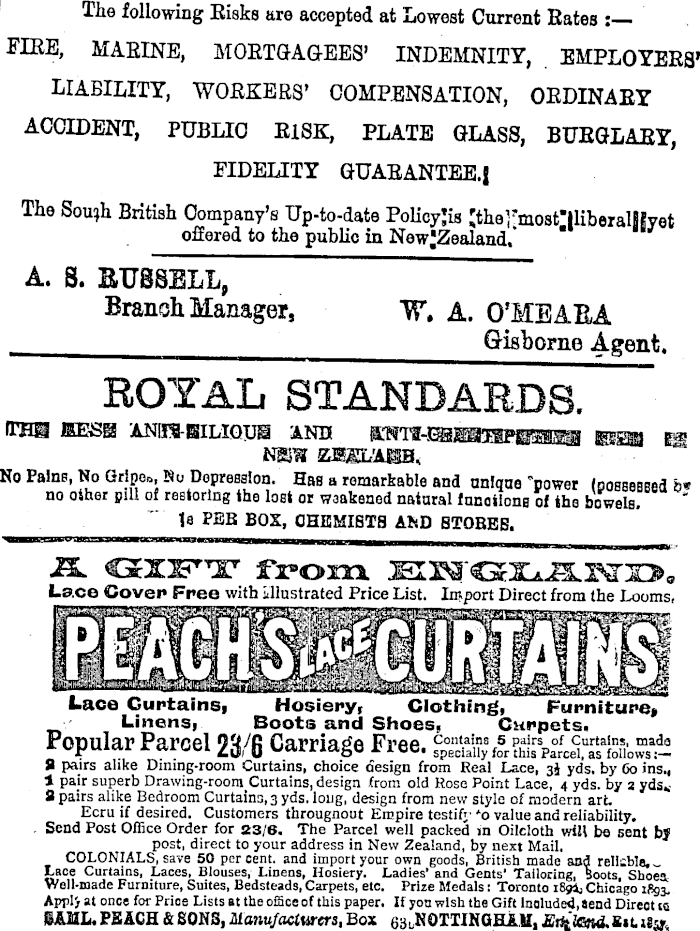 The following Risks are accepted at Lowest Current Rates :—
FIRE, MARINE, MORTGAGEES' INDEMNITY, EMPLOYERS'
LIABILITY, WORKERS' COMPENSATION, ORDINARY
ACCIDENT, PUBLIC RISK, PLATE GLASS, BURGLARY,
FIDELITY GUARANTEE.
The South British Company's Up-to-date Policy is the most liberal yet
offered to the public in New Zealand.
A. S. RUSSELL,
Branch Manager,
W. A. O'MEARA
Gisborne Agent.
ROYAL STANDARDS.
THE BEST ANTI-BILIOUS AND ANTI-
NEW ZEALAND.
No Pains, No Gripes, No Depression. Has a remarkable and unique power (possessed by
no other pill of restoring the lost or weakened natural functions of the bowels.
1s PER BOX, CHEMISTS AND STORES.
A GIFT from ENGLAND.
Lace Cover Free with illustrated Price List. Import Direct from the Looms,
PEACH'S LACE CURTAINS
Lace Curtains, Hosiery, Clothing, Furniture,
Linens, Boots and Shoes, Carpets.
Popular Parcel 23/6 Carriage Free. Contains 5 pairs of Curtains, made
specially for this Parcel, as follows:—
2 pairs alike Dining-room Curtains, choice design from Real Lace, 3½ yds. by 60 ins.,
1 pair superb Drawing-room Curtains, design from old Rose Point Lace, 4 yds. by 2 yds.,
2 pairs alike Bedroom Curtains, 3 yds. long, design from new style of modern art.
Ecru if desired. Customers throughout Empire testify to value and reliability.
Send Post Office Order for 23/6. The Parcel well packed in Oilcloth will be sent by
post, direct to your address in New Zealand, by next Mail.
COLONIALS, save 50 per cent. and import your own goods, British made and reliable.
Lace Curtains, Laces, Blouses, Linens, Hosiery. Ladies' and Gents' Tailoring, Boots, Shoes
Well-made Furniture, Suites, Bedsteads, Carpets, etc. Prize Medals: Toronto 1892, Chicago 1893.
Apply at once for Price Lists at the office of this paper. If you wish the Gift Included, send Direct to
SAML. PEACH & SONS, Manufacturers, Box NOTTINGHAM, England. Est. 1857.